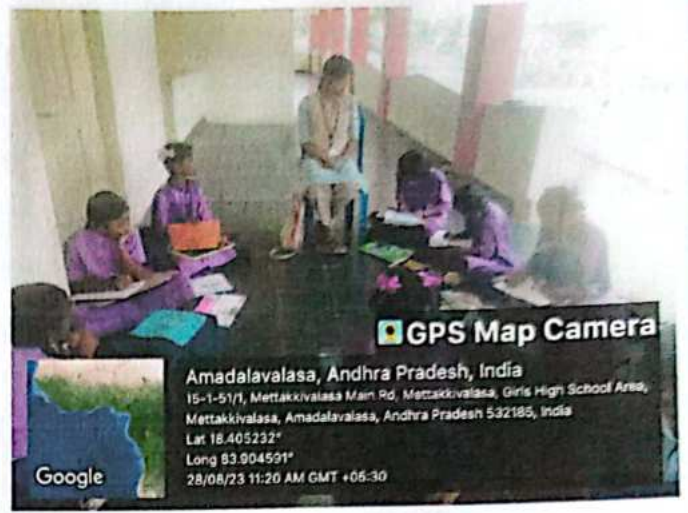 GPS Map Camera
Amadalavalasa, Andhra Pradesh, India
15-1-51/1, Mettakkivalasa Main Rd, Mettakkivalasa, Girls High School Area,
Mettakkivalasa, Amadalavalasa, Andhra Pradesh 532185, India
Lat 18.405232°
Long 83.904591°
28/08/23 11:20 AM GMT +05:30
Google